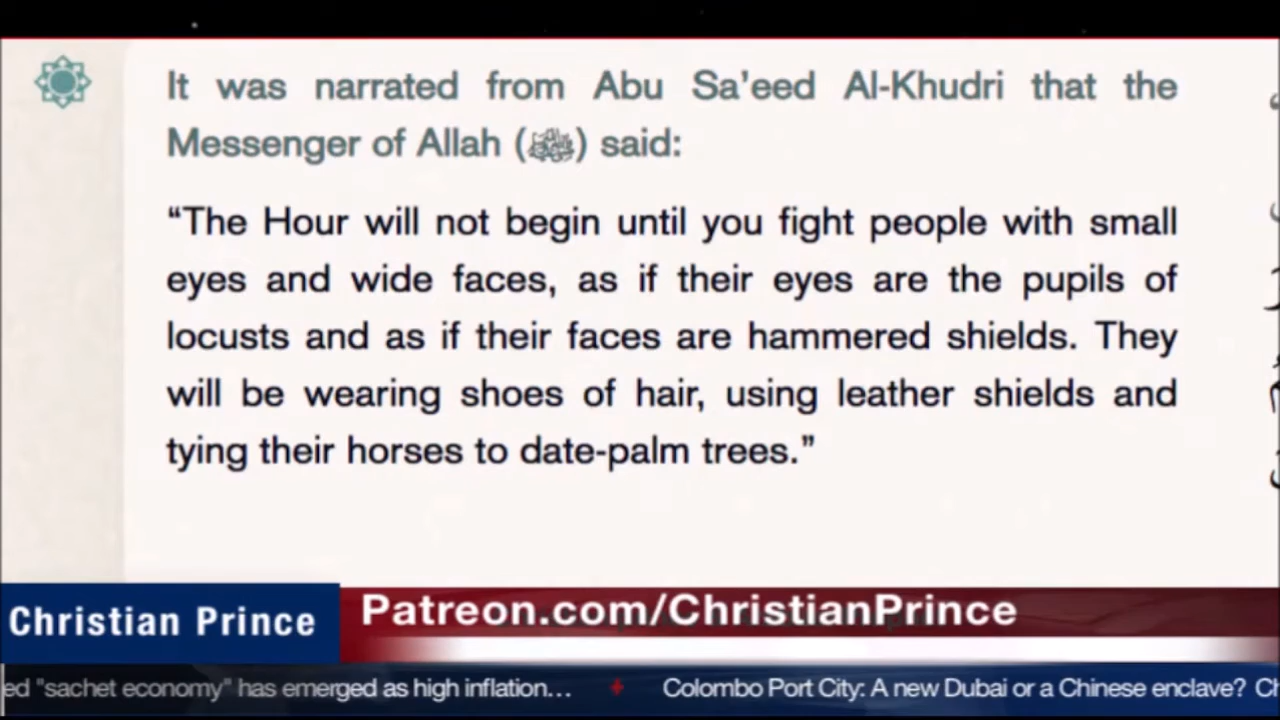 It was narrated from Abu Sa'eed Al-Khudri that the
Messenger of Allah (ﷺ) said:
“The Hour will not begin until you fight people with small
eyes and wide faces, as if their eyes are the pupils of
locusts and as if their faces are hammered shields. They
will be wearing shoes of hair, using leather shields and
tying their horses to date-palm trees.”
Christian Prince
Patreon.com/ChristianPrince
ed "sachet economy" has emerged as high inflation... Colombo Port City: A new Dubai or a Chinese enclave? Ch